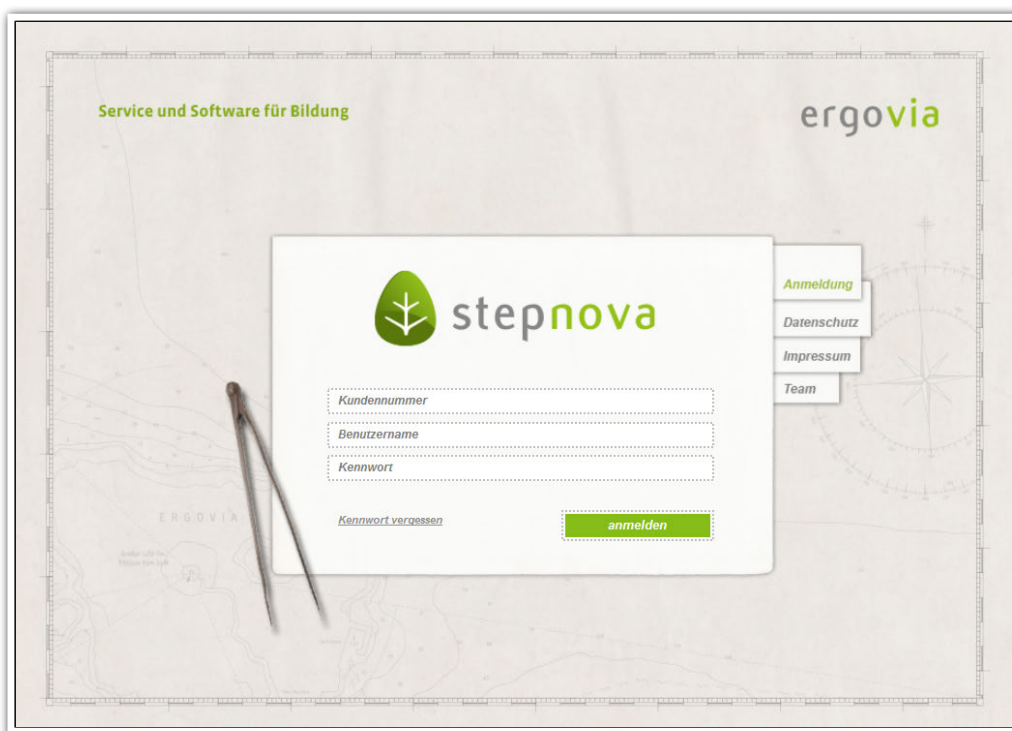 Service und Software für Bildung
ergovia
stepnova
Anmeldung
Datenschutz
Impressum
Team
Kundennummer
Benutzername
Kennwort
Kennwort vergessen
anmelden
ERGOVIA